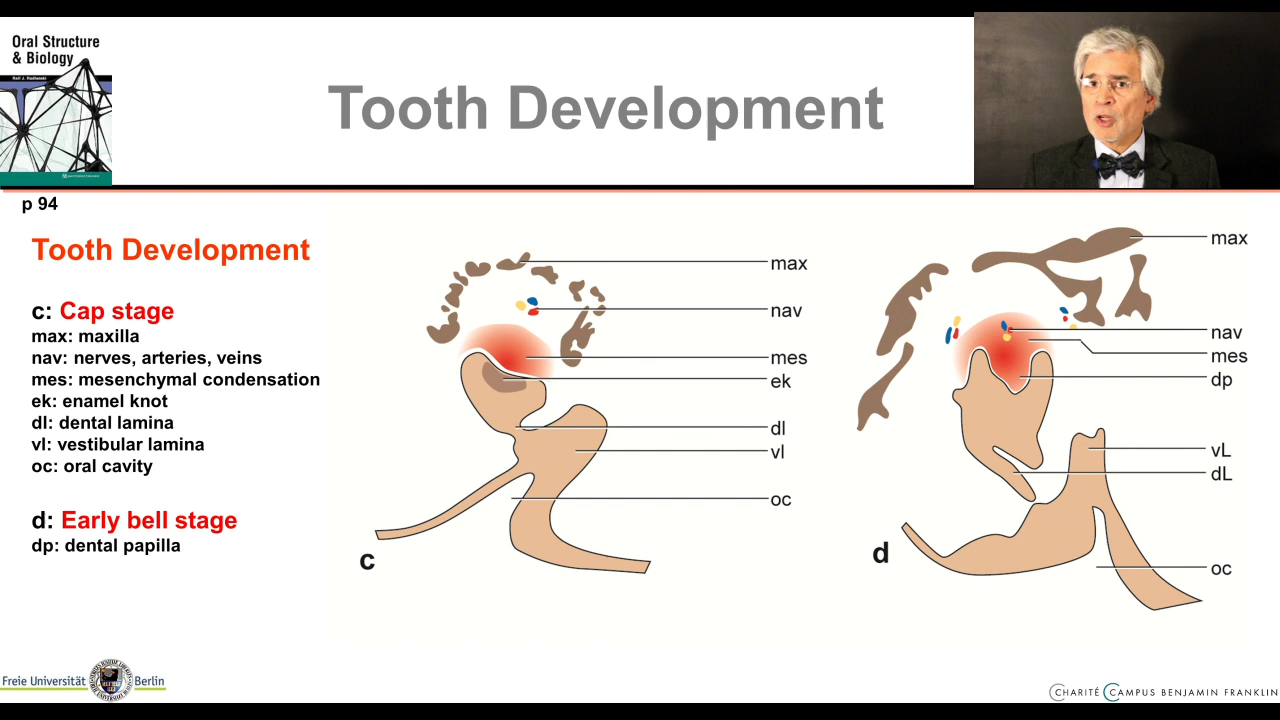 Oral Structure
& Biology
Ralf J. Radlanski
Tooth Development
p 94
Tooth Development
c: Cap stage
max: maxilla
nav: nerves, arteries, veins
mes: mesenchymal condensation
ek: enamel knot
dl: dental lamina
vl: vestibular lamina
oc: oral cavity
d: Early bell stage
dp: dental papilla
max
nav
mes
ek
dl
vl
oc
c
max
nav
mes
dp
vL
dL
oc
d
Freie Universität Berlin
CHARITÉ CAMPUS BENJAMIN FRANKLIN